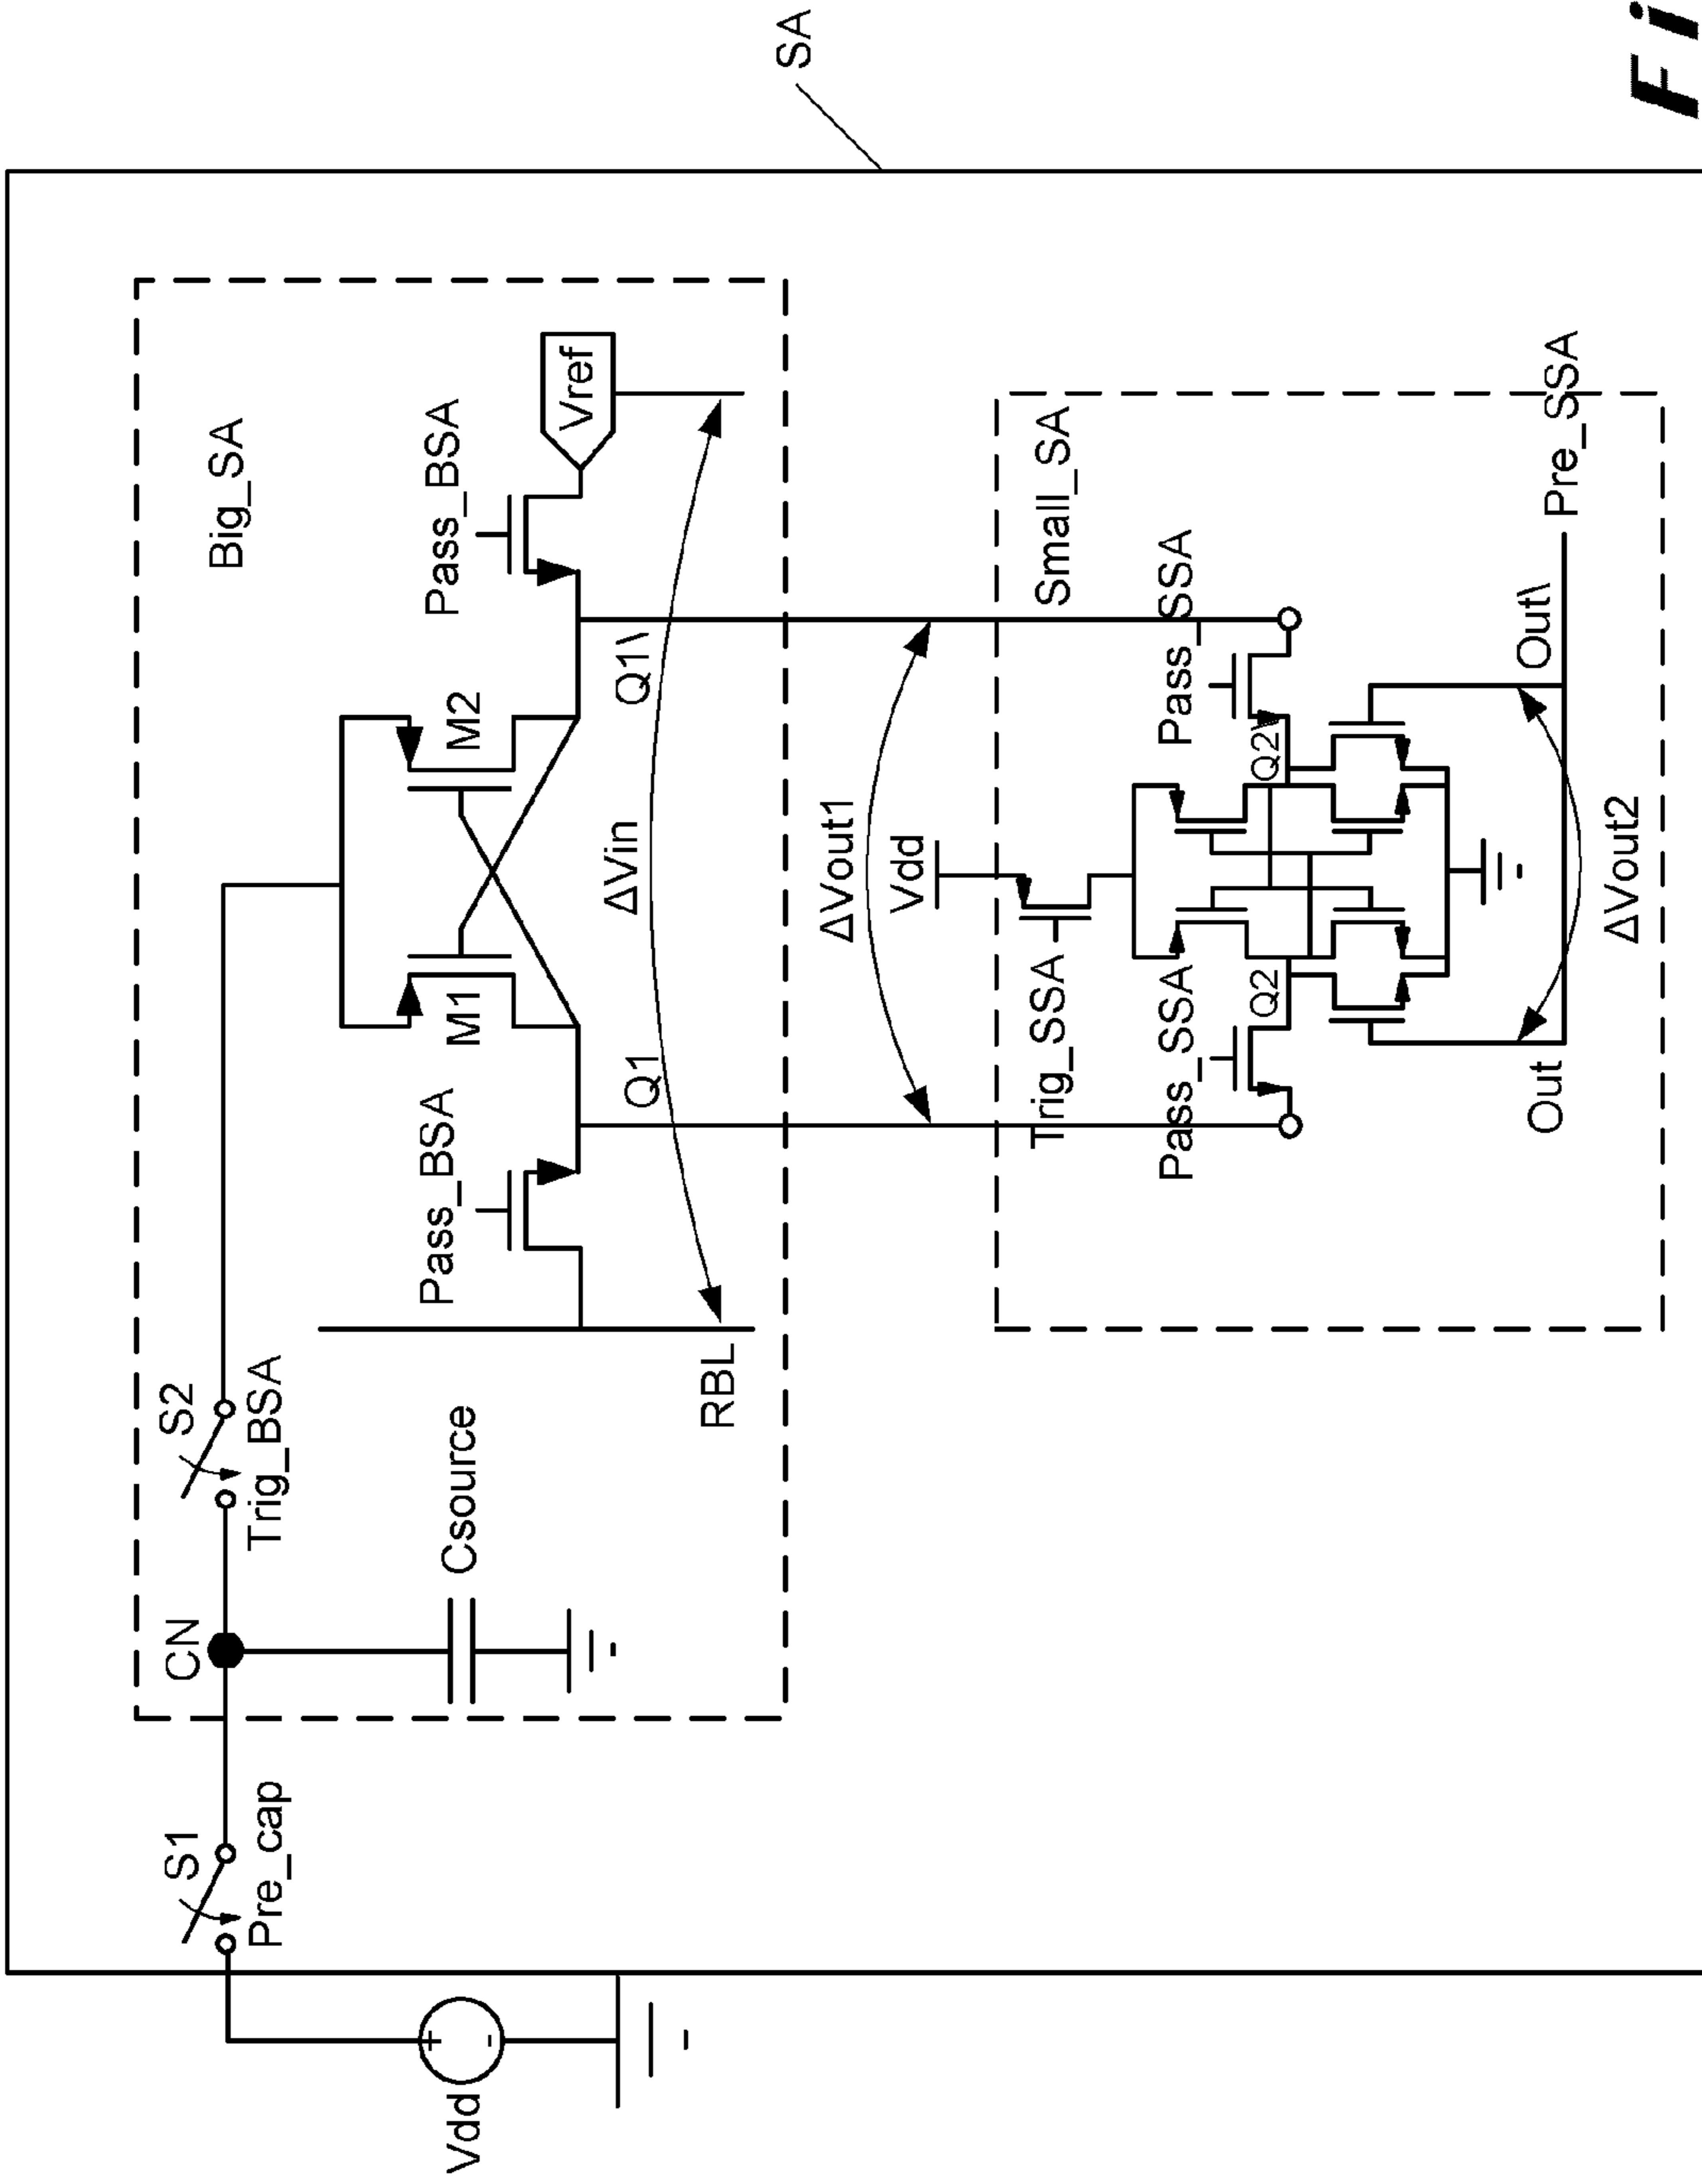 Vdd
S1
Pre_cap
CN
S2
Trig_BSA
Csource
RBL
Big_SA
Pass_BSA
M1
M2
Pass_BSA
Vref
Q1
Q1\
ΔVin
SA
ΔVout1
Vdd
Small_SA
Trig_SSA
Pass_SSA
Pass_SSA
Q2
Q2\
Out
Out\
Pre_SSA
ΔVout2
Fi